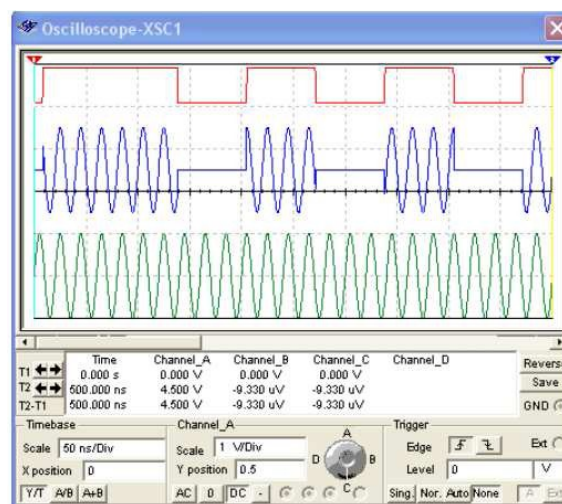 Oscilloscope-XSC1
1
2
Time Channel_A Channel_B Channel_C Channel_D
T1 0.000 s 0.000 V 0.000 V 0.000 V
T2 500.000 ns 4.500 V -9.330 uV -9.330 uV
T2-T1 500.000 ns 4.500 V -9.330 uV -9.330 uV
Reverse
Save
GND
Timebase
Scale 50 ns/Div
X position 0
Y/T A/B A+B
Channel_A
Scale 1 V/Div
Y position 0.5
AC 0 DC -
A
B
C
D
Trigger
Edge Ext
Level 0 V
Sing. Nor. Auto None A Ext